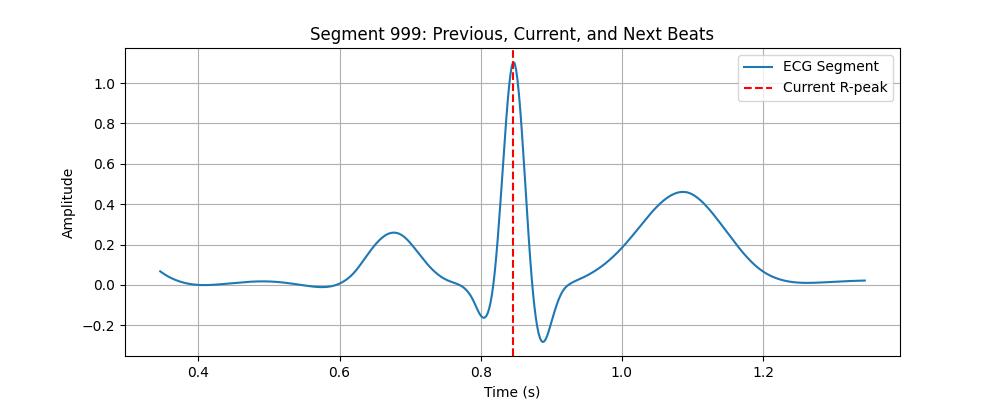 Segment 999: Previous, Current, and Next Beats
ECG Segment
Current R-peak
Amplitude
1.0
0.8
0.6
0.4
0.2
0.0
−0.2
0.4
0.6
0.8
1.0
1.2
Time (s)